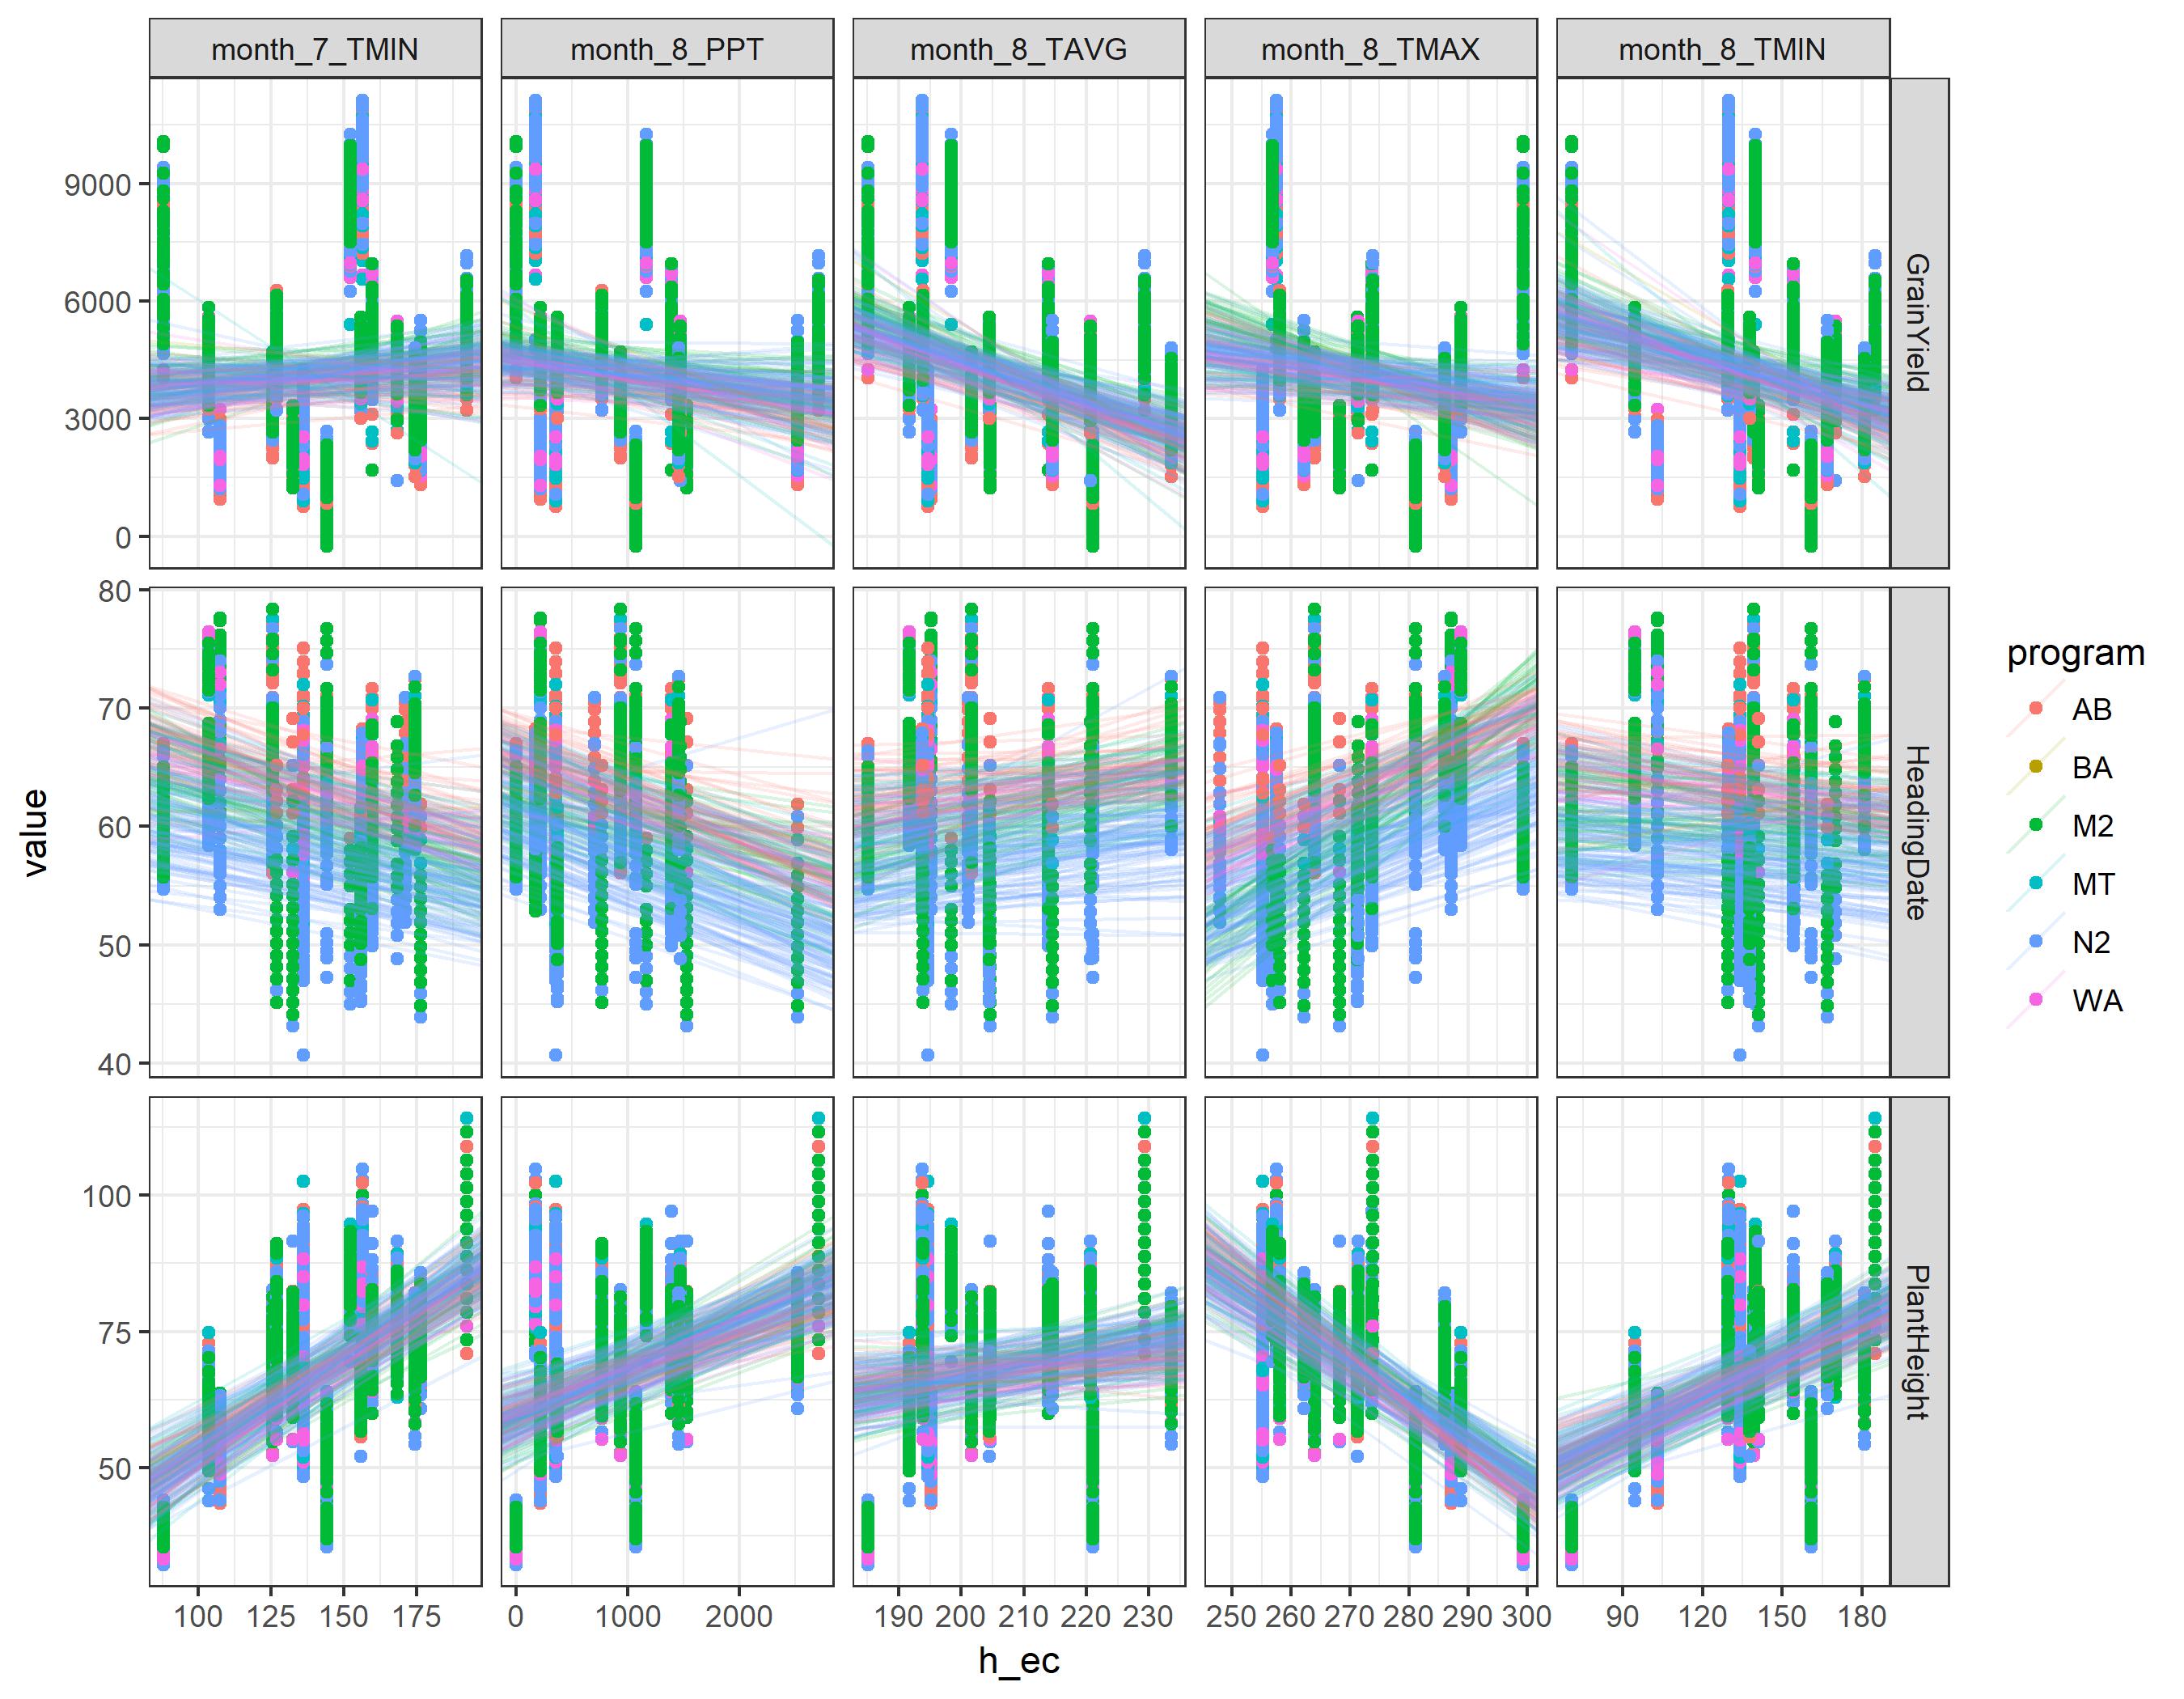 month_7_TMIN month_8_PPT month_8_TAVG month_8_TMAX month_8_TMIN
9000
6000
3000
0
GrainYield
80
70
60
50
40
HeadingDate
100
75
50
PlantHeight
value
100 125 150 175 0 1000 2000 190 200 210 220 230 250 260 270 280 290 300 90 120 150 180
h_ec
program
AB
BA
M2
MT
N2
WA